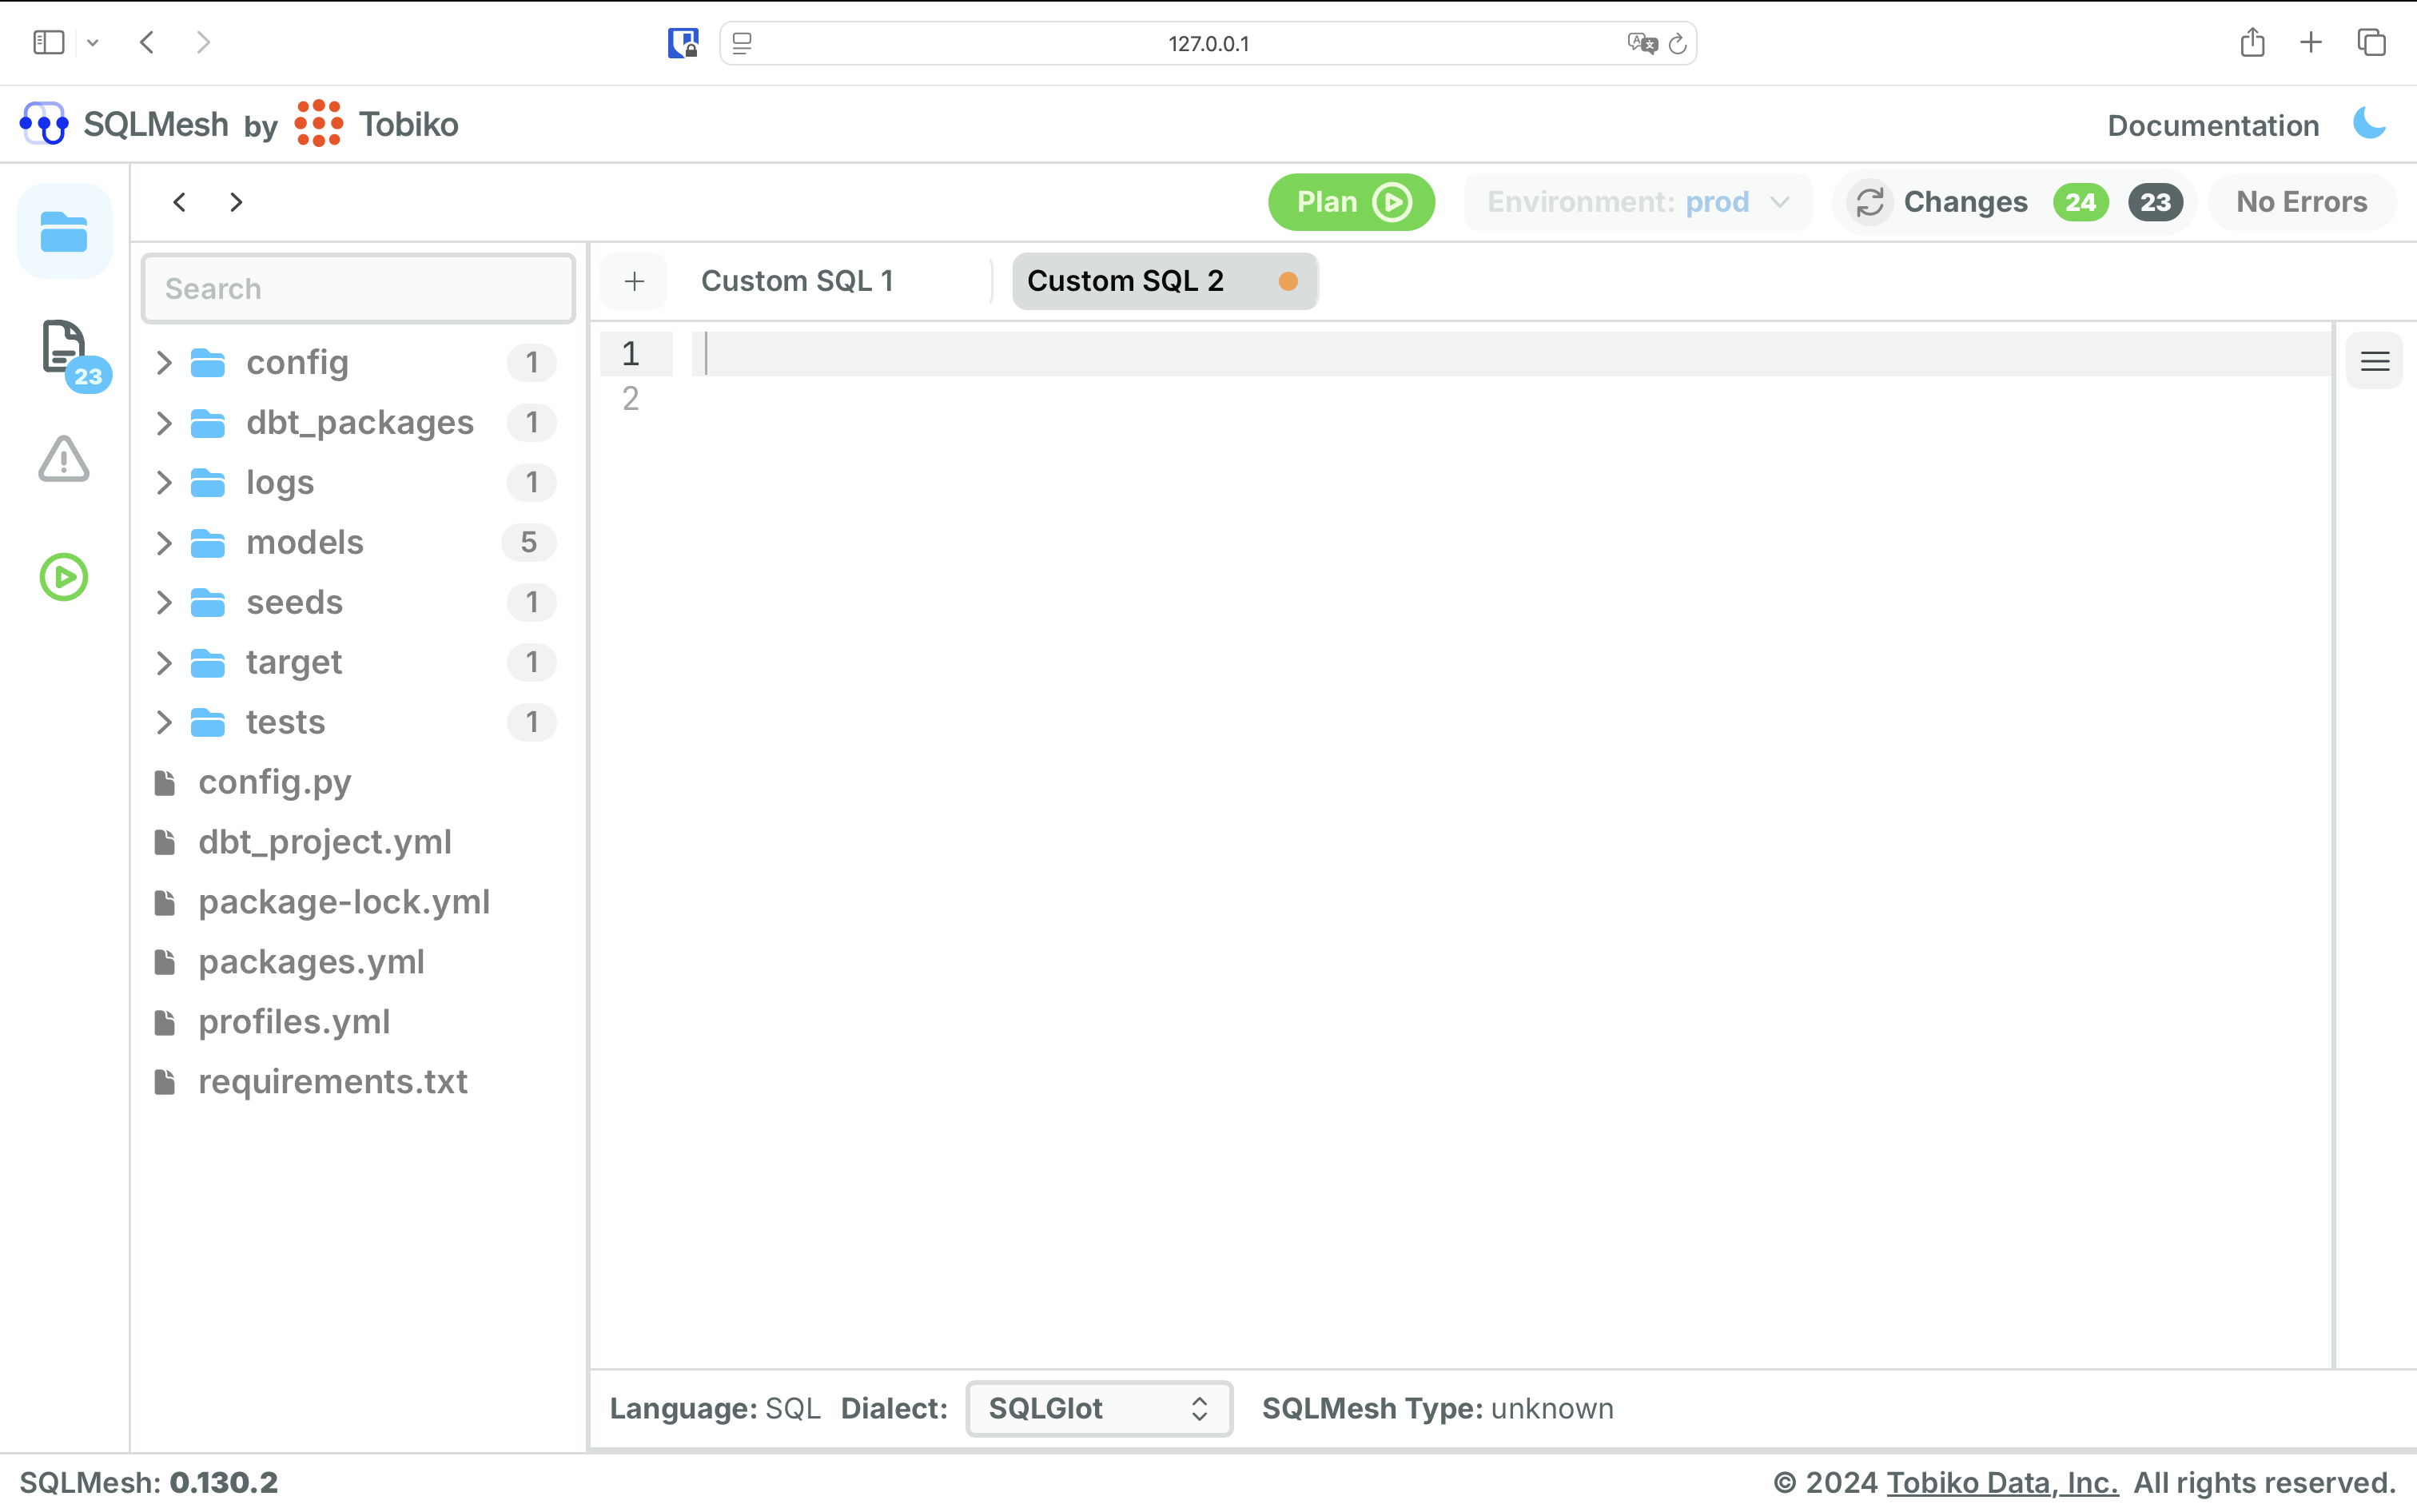 127.0.0.1
SQLMesh by Tobiko
Documentation
Plan
Environment: prod
Changes 24 23
No Errors
Search
Custom SQL 1
Custom SQL 2
23
config 1
dbt_packages 1
logs 1
models 5
seeds 1
target 1
tests 1
config.py
dbt_project.yml
package-lock.yml
packages.yml
profiles.yml
requirements.txt
1
2
Language: SQL Dialect: SQLGlot SQLMesh Type: unknown
SQLMesh: 0.130.2
© 2024 Tobiko Data, Inc. All rights reserved.